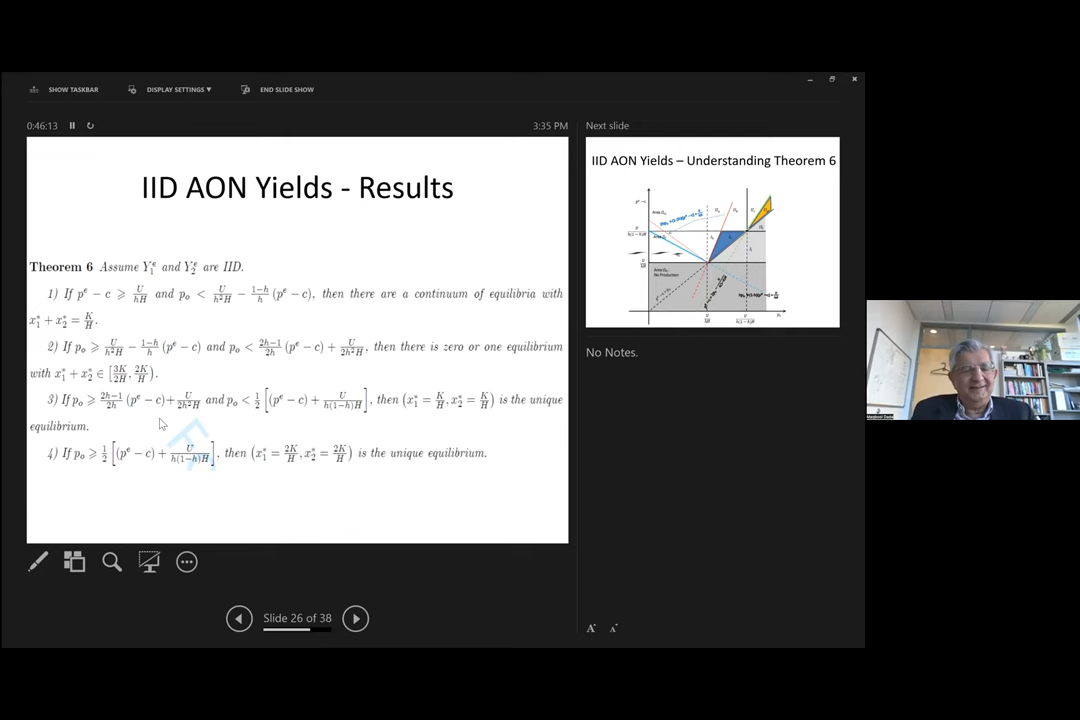 SHOW TASKBAR
DISPLAY SETTINGS ▼
END SLIDE SHOW
0:46:13
3:35 PM
IID AON Yields - Results
Theorem 6 Assume Y₁ᵉ and Y₂ᵉ are IID.
1) If pᵉ − c ⩾ U/hH and pₒ < U/h²H − (1−h)/h (pᵉ − c), then there are a continuum of equilibria with
x₁* + x₂* = K/H.
2) If pₒ ⩾ U/h²H − (1−h)/h (pᵉ − c) and pₒ < (2h−1)/2h (pᵉ − c) + U/2h²H, then there is zero or one equilibrium
with x₁* + x₂* ∈ [3K/2H, 2K/H).
3) If pₒ ⩾ (2h−1)/2h (pᵉ − c) + U/2h²H and pₒ < 1/2 [(pᵉ − c) + U/h(1−h)H], then (x₁* = K/H, x₂* = K/H) is the unique
equilibrium.
4) If pₒ ⩾ 1/2 [(pᵉ − c) + U/h(1−h)H], then (x₁* = 2K/H, x₂* = 2K/H) is the unique equilibrium.
Slide 26 of 38
Next slide
IID AON Yields – Understanding Theorem 6
No Production
No Notes.
A
A
Maqbool Dada